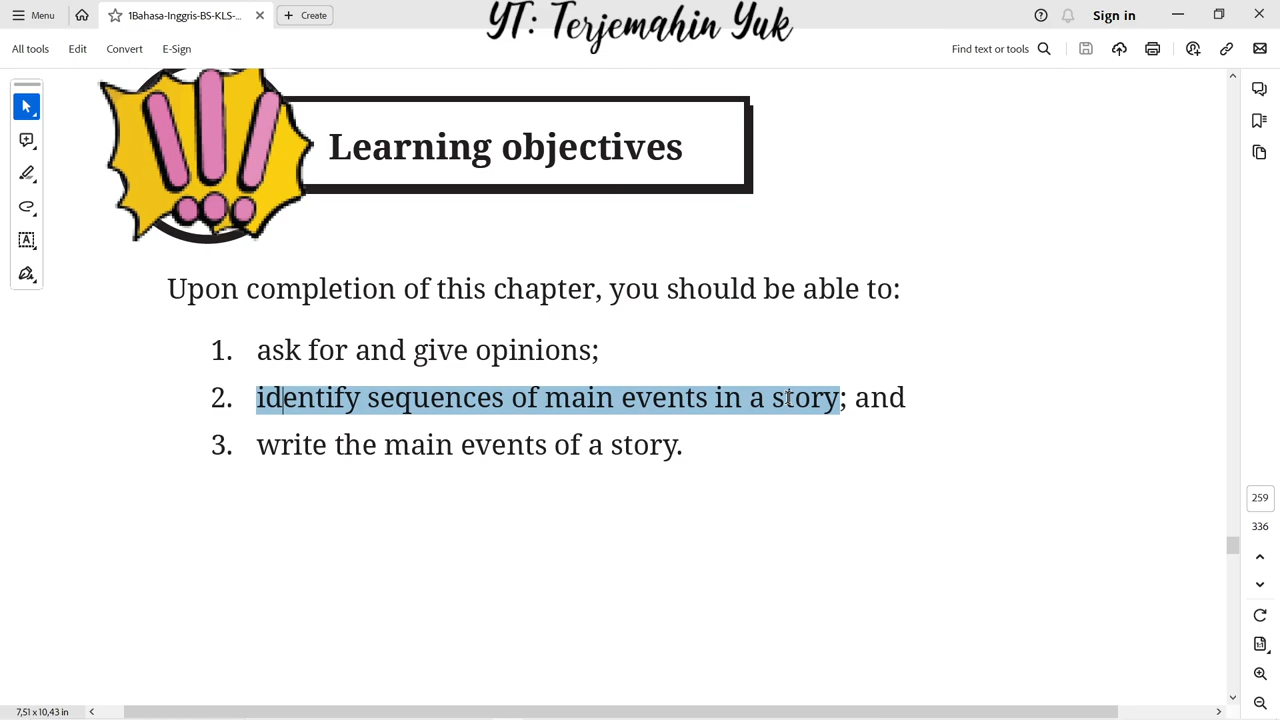 Menu
1Bahasa-Inggris-BS-KLS-...
Create
YT: Terjemahin Yuk
Sign in
All tools
Edit
Convert
E-Sign
Find text or tools
Learning objectives
Upon completion of this chapter, you should be able to:
1. ask for and give opinions;
2. identify sequences of main events in a story; and
3. write the main events of a story.
259
336
7,51 x 10,43 in